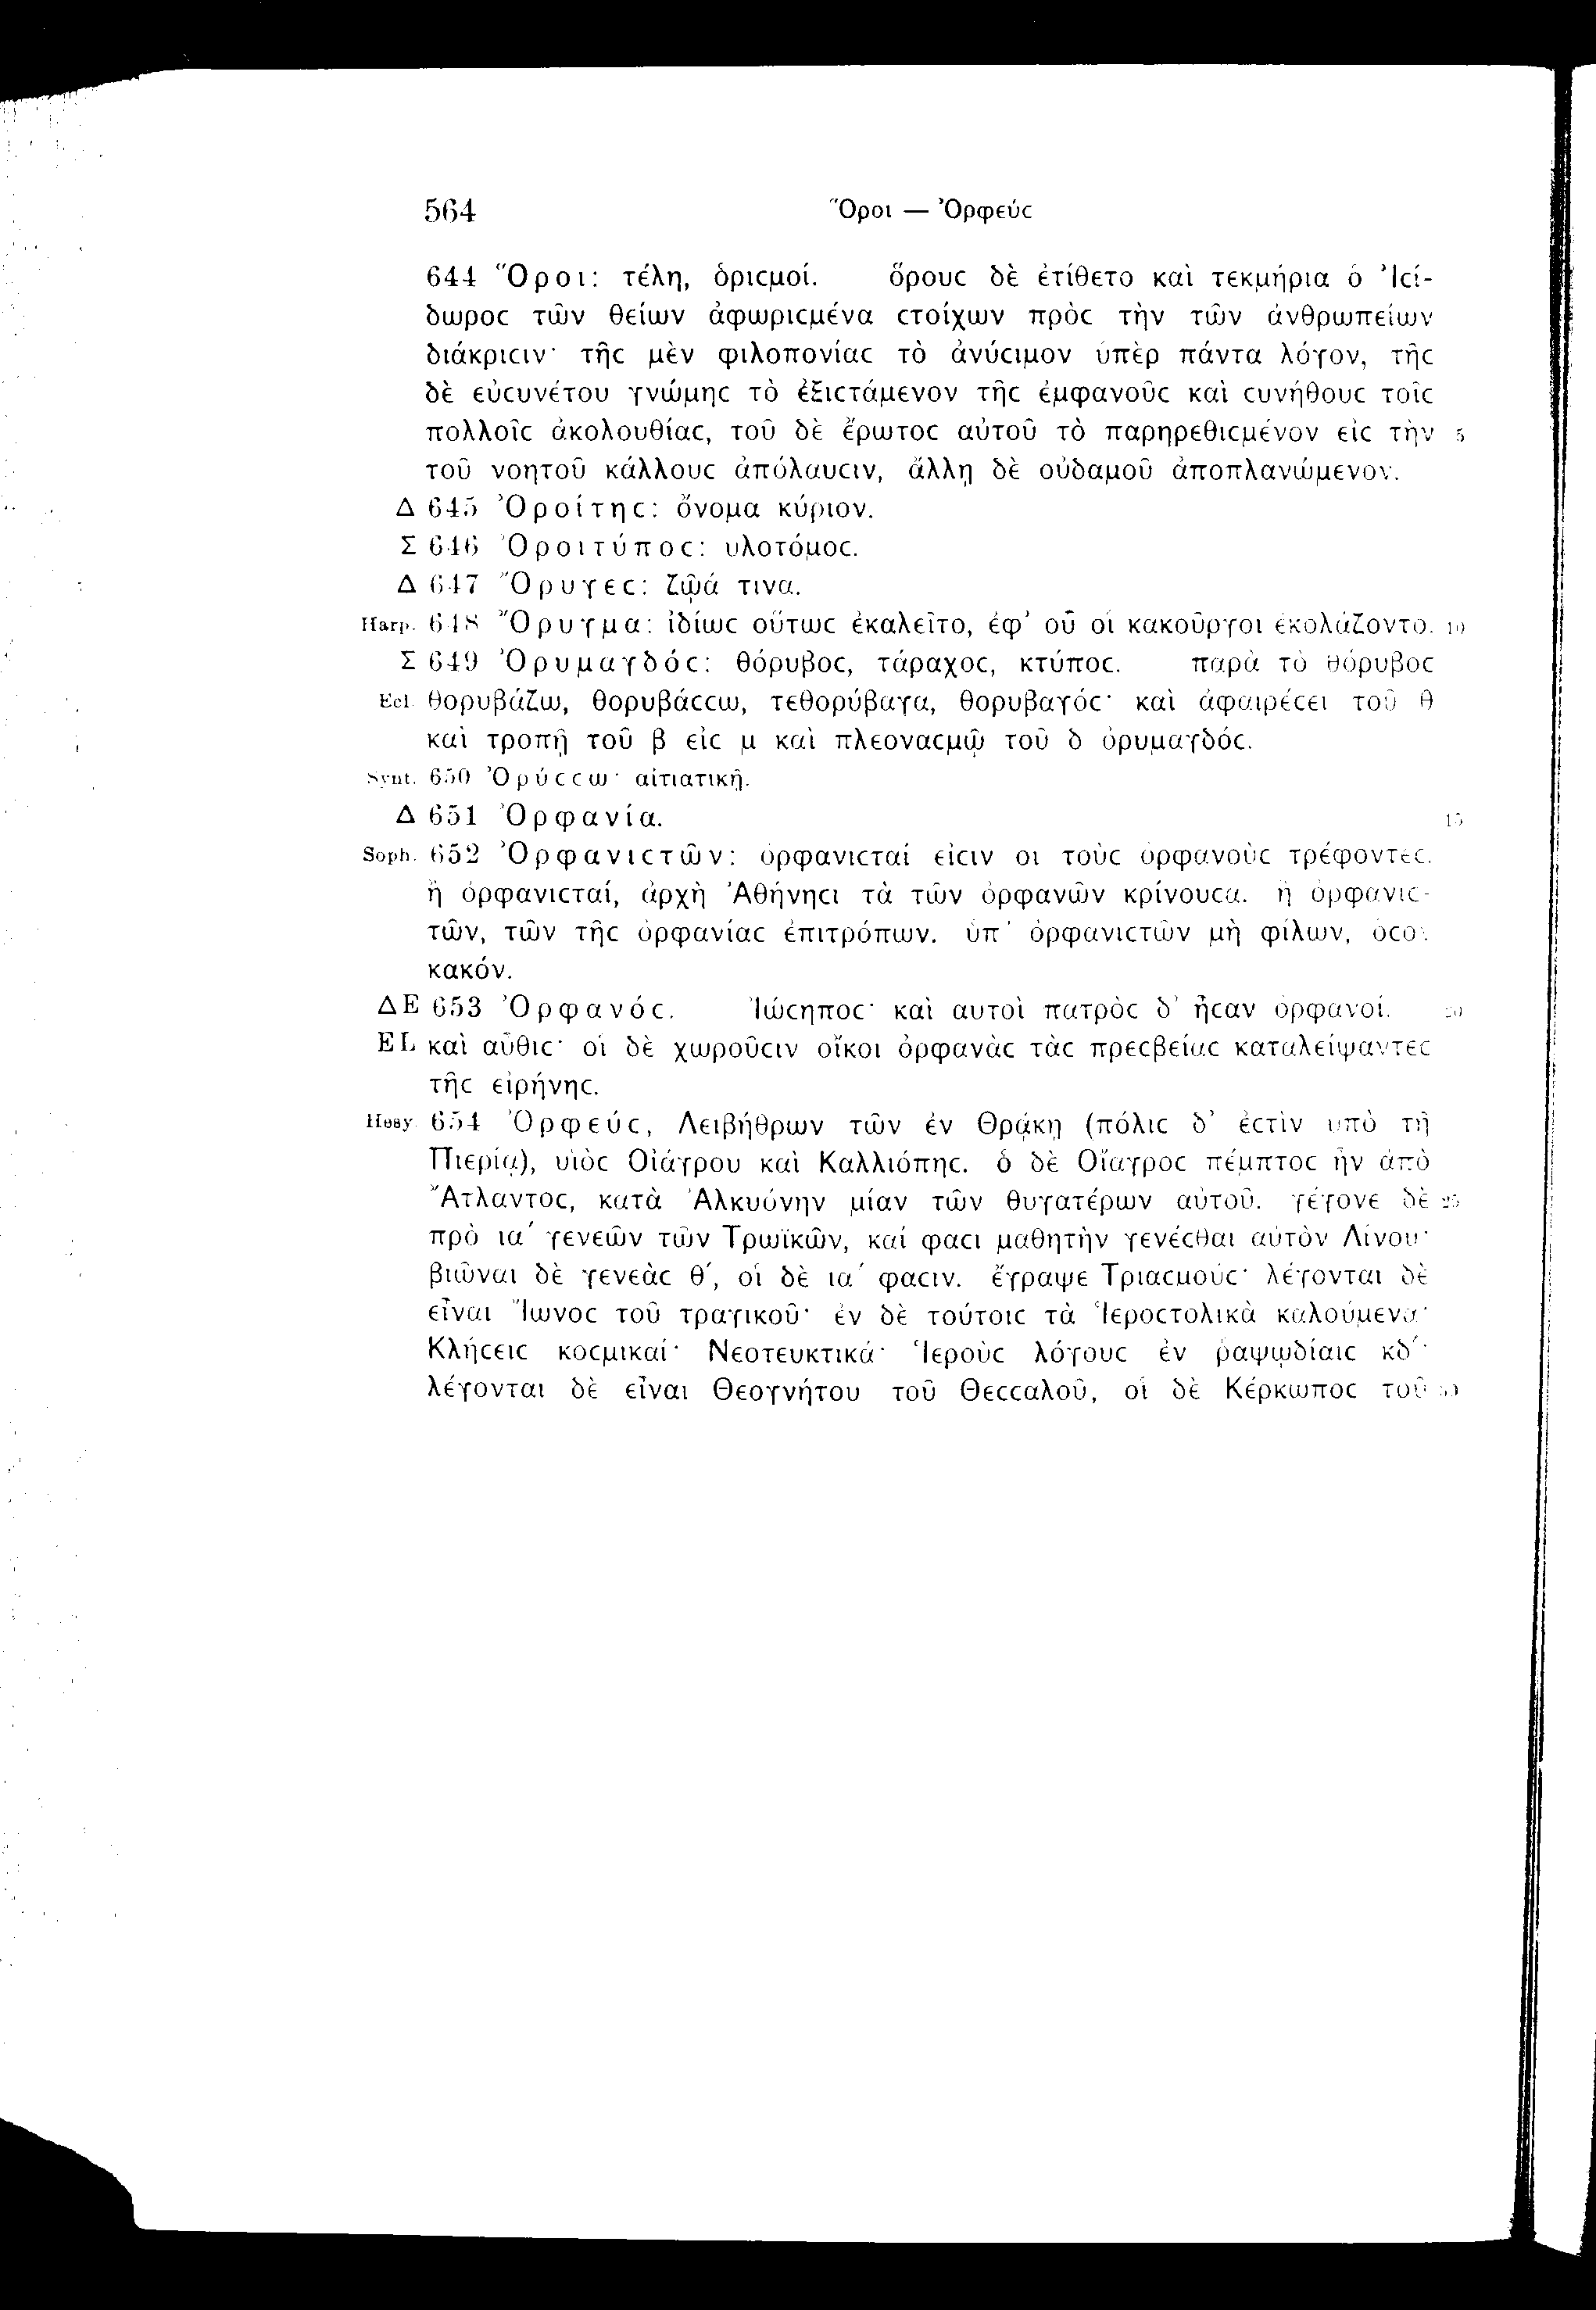 564 Ὅροι — Ὀρφεύς
644 Ὅροι: τέλη, ὁριϲμοί. ὅρουϲ δὲ ἐτίθετο καὶ τεκμήρια ὁ Ἰϲί-
δωροϲ τῶν θείων ἀφωριϲμένα ϲτοίχων πρὸϲ τὴν τῶν ἀνθρωπείων
διάκριϲιν· τῆϲ μὲν φιλοπονίαϲ τὸ ἀνύϲιμον ὑπὲρ πάντα λόγον, τῆϲ
δὲ εὐϲυνέτου γνώμηϲ τὸ ἐξιϲτάμενον τῆϲ ἐμφανοῦϲ καὶ ϲυνήθουϲ τοῖϲ
πολλοῖϲ ἀκολουθίαϲ, τοῦ δὲ ἔρωτοϲ αὐτοῦ τὸ παρηρεθιϲμένον εἰϲ τὴν 5
τοῦ νοητοῦ κάλλουϲ ἀπόλαυϲιν, ἄλλῃ δὲ οὐδαμοῦ ἀποπλανώμενον.
Δ 645 Ὀροίτηϲ: ὄνομα κύριον.
Σ 646 Ὀροιτύποϲ: ὑλοτόμοϲ.
Δ 647 Ὄρυγεϲ: ζῷά τινα.
Harp. 648 Ὄρυγμα: ἰδίωϲ οὕτωϲ ἐκαλεῖτο, ἐφ' οὗ οἱ κακοῦργοι ἐκολάζοντο. 10
Σ 649 Ὀρυμαγδόϲ: θόρυβοϲ, τάραχοϲ, κτύποϲ. παρὰ τὸ θόρυβοϲ
Ecl. θορυβάζω, θορυβάϲϲω, τεθορύβαγα, θορυβαγόϲ· καὶ ἀφαιρέϲει τοῦ θ
καὶ τροπῇ τοῦ β εἰϲ μ καὶ πλεοναϲμῷ τοῦ δ ὀρυμαγδόϲ.
Synt. 650 Ὀρύϲϲω· αἰτιατικῇ.
Δ 651 Ὀρφανία. 15
Soph. 652 Ὀρφανιϲτῶν: ὀρφανιϲταί εἰϲιν οἱ τοὺϲ ὀρφανοὺϲ τρέφοντεϲ.
ἢ ὀρφανιϲταί, ἀρχὴ Ἀθήνηϲι τὰ τῶν ὀρφανῶν κρίνουϲα. ἢ ὀρφανιϲ-
τῶν, τῶν τῆϲ ὀρφανίαϲ ἐπιτρόπων. ὑπ' ὀρφανιϲτῶν μὴ φίλων, ὅϲον
κακόν.
ΔΕ 653 Ὀρφανόϲ. Ἰώϲηποϲ· καὶ αὐτοὶ πατρὸϲ δ' ἦϲαν ὀρφανοί. 20
EL καὶ αὖθιϲ· οἱ δὲ χωροῦϲιν οἴκοι ὀρφανὰϲ τὰϲ πρεϲβείαϲ καταλείψαντεϲ
τῆϲ εἰρήνηϲ.
Hesy. 654 Ὀρφεύϲ, Λειβήθρων τῶν ἐν Θρᾴκῃ (πόλιϲ δ' ἐϲτὶν ὑπὸ τῇ
Πιερίᾳ), υἱὸϲ Οἰάγρου καὶ Καλλιόπηϲ. ὁ δὲ Οἴαγροϲ πέμπτοϲ ἦν ἀπὸ
Ἄτλαντοϲ, κατὰ Ἀλκυόνην μίαν τῶν θυγατέρων αὐτοῦ. γέγονε δὲ 25
πρὸ ια΄ γενεῶν τῶν Τρωϊκῶν, καί φαϲι μαθητὴν γενέϲθαι αὐτὸν Λίνου·
βιῶναι δὲ γενεὰϲ θ΄, οἱ δὲ ια΄ φαϲιν. ἔγραψε Τριαϲμούϲ· λέγονται δὲ
εἶναι Ἴωνοϲ τοῦ τραγικοῦ· ἐν δὲ τούτοιϲ τὰ Ἱεροϲτολικὰ καλούμενα·
Κλήϲειϲ κοϲμικαί· Νεοτευκτικά· Ἱεροὺϲ λόγουϲ ἐν ῥαψῳδίαιϲ κδ΄·
λέγονται δὲ εἶναι Θεογνήτου τοῦ Θεϲϲαλοῦ, οἱ δὲ Κέρκωποϲ τοῦ 30